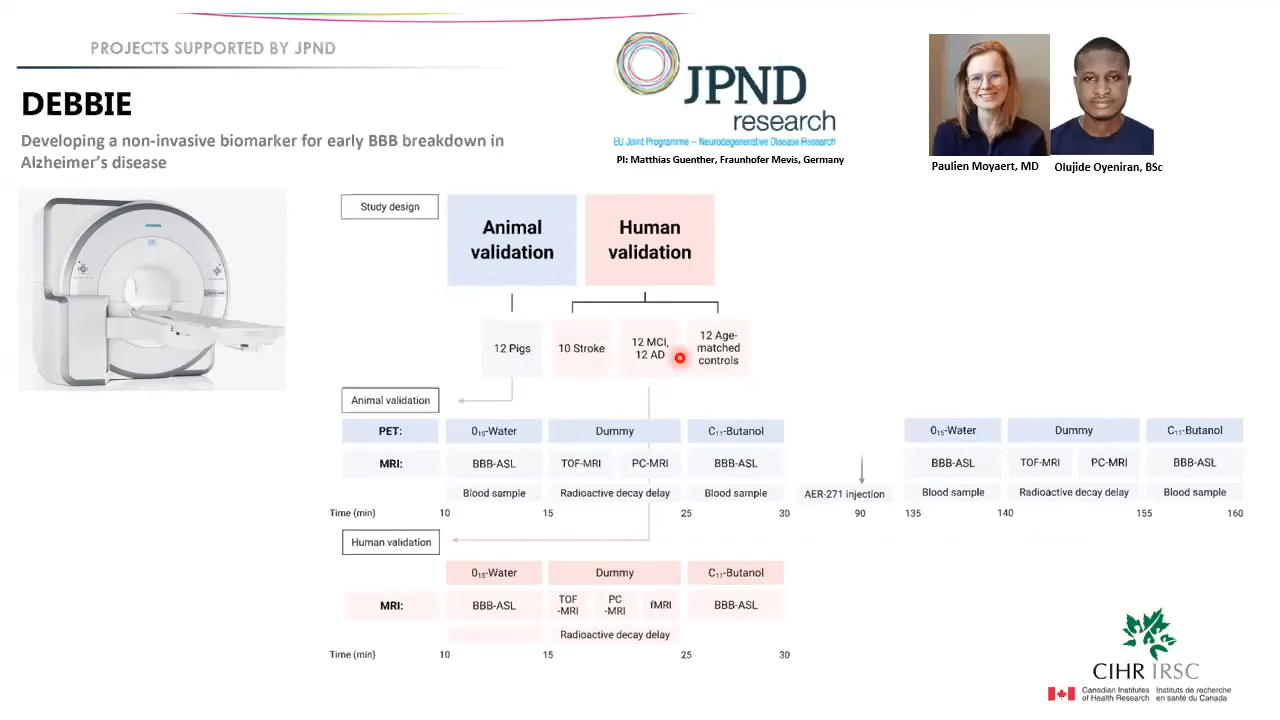 PROJECTS SUPPORTED BY JPND
DEBBIE
Developing a non-invasive biomarker for early BBB breakdown in
Alzheimer's disease
JPND
research
EU Joint Programme – Neurodegenerative Disease Research
PI: Matthias Guenther, Fraunhofer Mevis, Germany
Paulien Moyaert, MD
Olujide Oyeniran, BSc
SIEMENS
Study design
Animal
validation
Human
validation
12 Pigs
10 Stroke
12 MCI,
12 AD
12 Age-
matched
controls
Animal validation
PET: 0₁₅-Water Dummy C₁₁-Butanol 0₁₅-Water Dummy C₁₁-Butanol
MRI: BBB-ASL TOF-MRI PC-MRI BBB-ASL BBB-ASL TOF-MRI PC-MRI BBB-ASL
Blood sample Radioactive decay delay Blood sample AER-271 injection Blood sample Radioactive decay delay Blood sample
Time (min) 10 15 25 30 90 135 140 155 160
Human validation
0₁₅-Water Dummy C₁₁-Butanol
MRI: BBB-ASL TOF
-MRI PC
-MRI fMRI BBB-ASL
Radioactive decay delay
Time (min) 10 15 25 30
CIHR IRSC
Canadian Institutes
of Health Research
Instituts de recherche
en santé du Canada